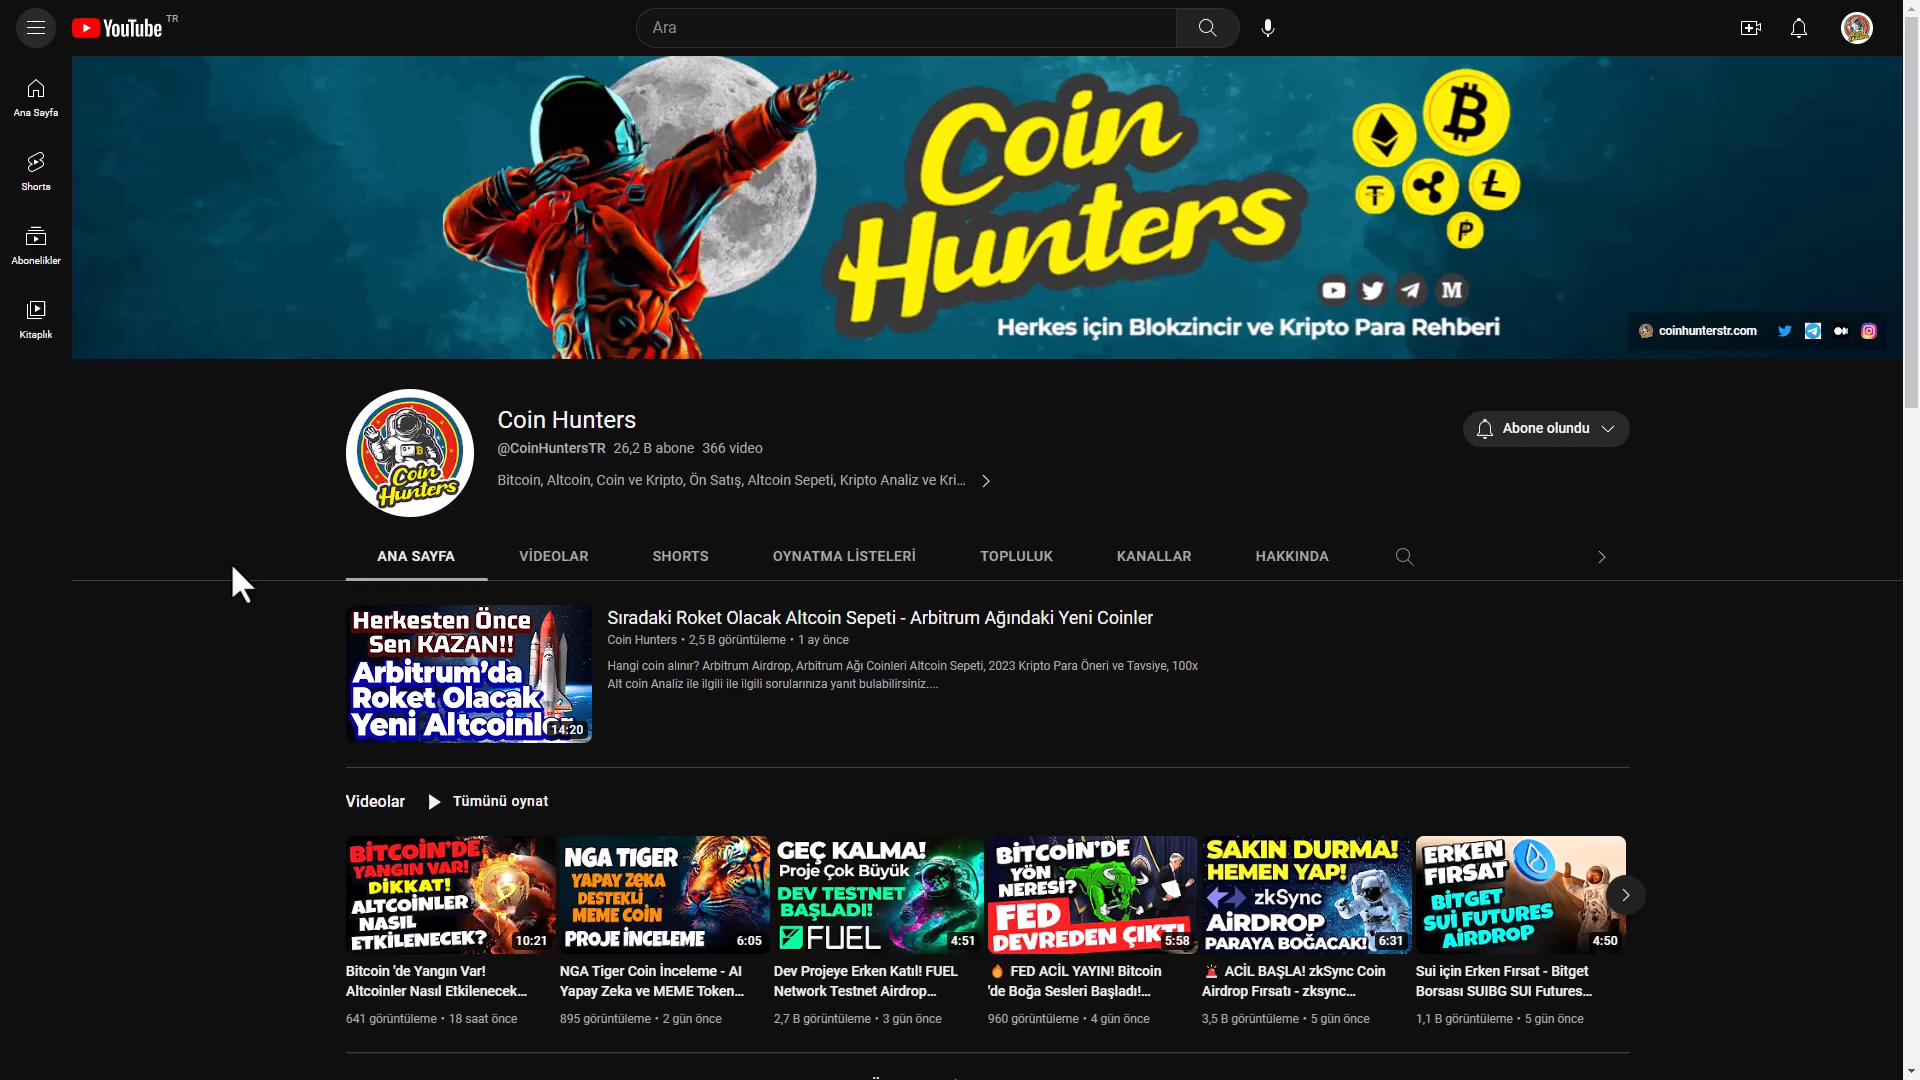 YouTube TR
Ara
Ana Sayfa
Shorts
Abonelikler
Kitaplık
Coin
Hunters
Herkes için Blokzincir ve Kripto Para Rehberi
coinhunterstr.com
Coin
Hunters
Coin Hunters
@CoinHuntersTR 26,2 B abone 366 video
Bitcoin, Altcoin, Coin ve Kripto, Ön Satış, Altcoin Sepeti, Kripto Analiz ve Kri...
Abone olundu
ANA SAYFA VİDEOLAR SHORTS OYNATMA LİSTELERİ TOPLULUK KANALLAR HAKKINDA
Herkesten Önce
Sen KAZAN!!
Arbitrum'da
Roket Olacak
Yeni Altcoinler
14:20
Sıradaki Roket Olacak Altcoin Sepeti - Arbitrum Ağındaki Yeni Coinler
Coin Hunters • 2,5 B görüntüleme • 1 ay önce
Hangi coin alınır? Arbitrum Airdrop, Arbitrum Ağı Coinleri Altcoin Sepeti, 2023 Kripto Para Öneri ve Tavsiye, 100x
Alt coin Analiz ile ilgili ile ilgili sorularınıza yanıt bulabilirsiniz....
Videolar Tümünü oynat
BİTCOİN'DE
YANGIN VAR!
DİKKAT!
ALTCOİNLER
NASIL
ETKİLENECEK?
10:21
Bitcoin 'de Yangın Var!
Altcoinler Nasıl Etkilenecek...
641 görüntüleme • 18 saat önce
NGA TIGER
YAPAY ZEKA
DESTEKLİ
MEME COİN
PROJE İNCELEME
6:05
NGA Tiger Coin İnceleme - AI
Yapay Zeka ve MEME Token...
895 görüntüleme • 2 gün önce
GEÇ KALMA!
Proje Çok Büyük
DEV TESTNET
BAŞLADI!
FUEL
4:51
Dev Projeye Erken Katıl! FUEL
Network Testnet Airdrop...
2,7 B görüntüleme • 3 gün önce
BİTCOİN'DE
YÖN
NERESİ?
FED
DEVREDEN ÇIKTI
5:58
🔥 FED ACİL YAYIN! Bitcoin
'de Boğa Sesleri Başladı!...
960 görüntüleme • 4 gün önce
SAKIN DURMA!
HEMEN YAP!
zkSync
AİRDROP
PARAYA BOĞACAK!
6:31
🚨 ACİL BAŞLA! zkSync Coin
Airdrop Fırsatı - zksync...
3,5 B görüntüleme • 5 gün önce
ERKEN
FIRSAT
BİTGET
SUİ FUTURES
AİRDROP
4:50
Sui için Erken Fırsat - Bitget
Borsası SUIBG SUI Futures...
1,1 B görüntüleme • 5 gün önce